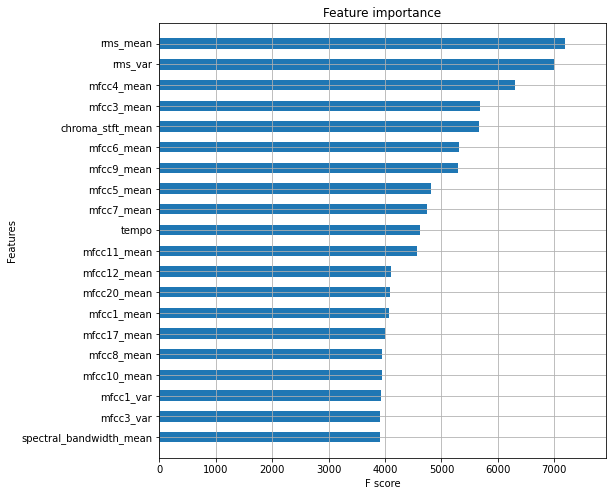 Feature importance
rms_mean
rms_var
mfcc4_mean
mfcc3_mean
chroma_stft_mean
mfcc6_mean
mfcc9_mean
mfcc5_mean
mfcc7_mean
tempo
mfcc11_mean
mfcc12_mean
mfcc20_mean
mfcc1_mean
mfcc17_mean
mfcc8_mean
mfcc10_mean
mfcc1_var
mfcc3_var
spectral_bandwidth_mean
Features
0 1000 2000 3000 4000 5000 6000 7000
F score